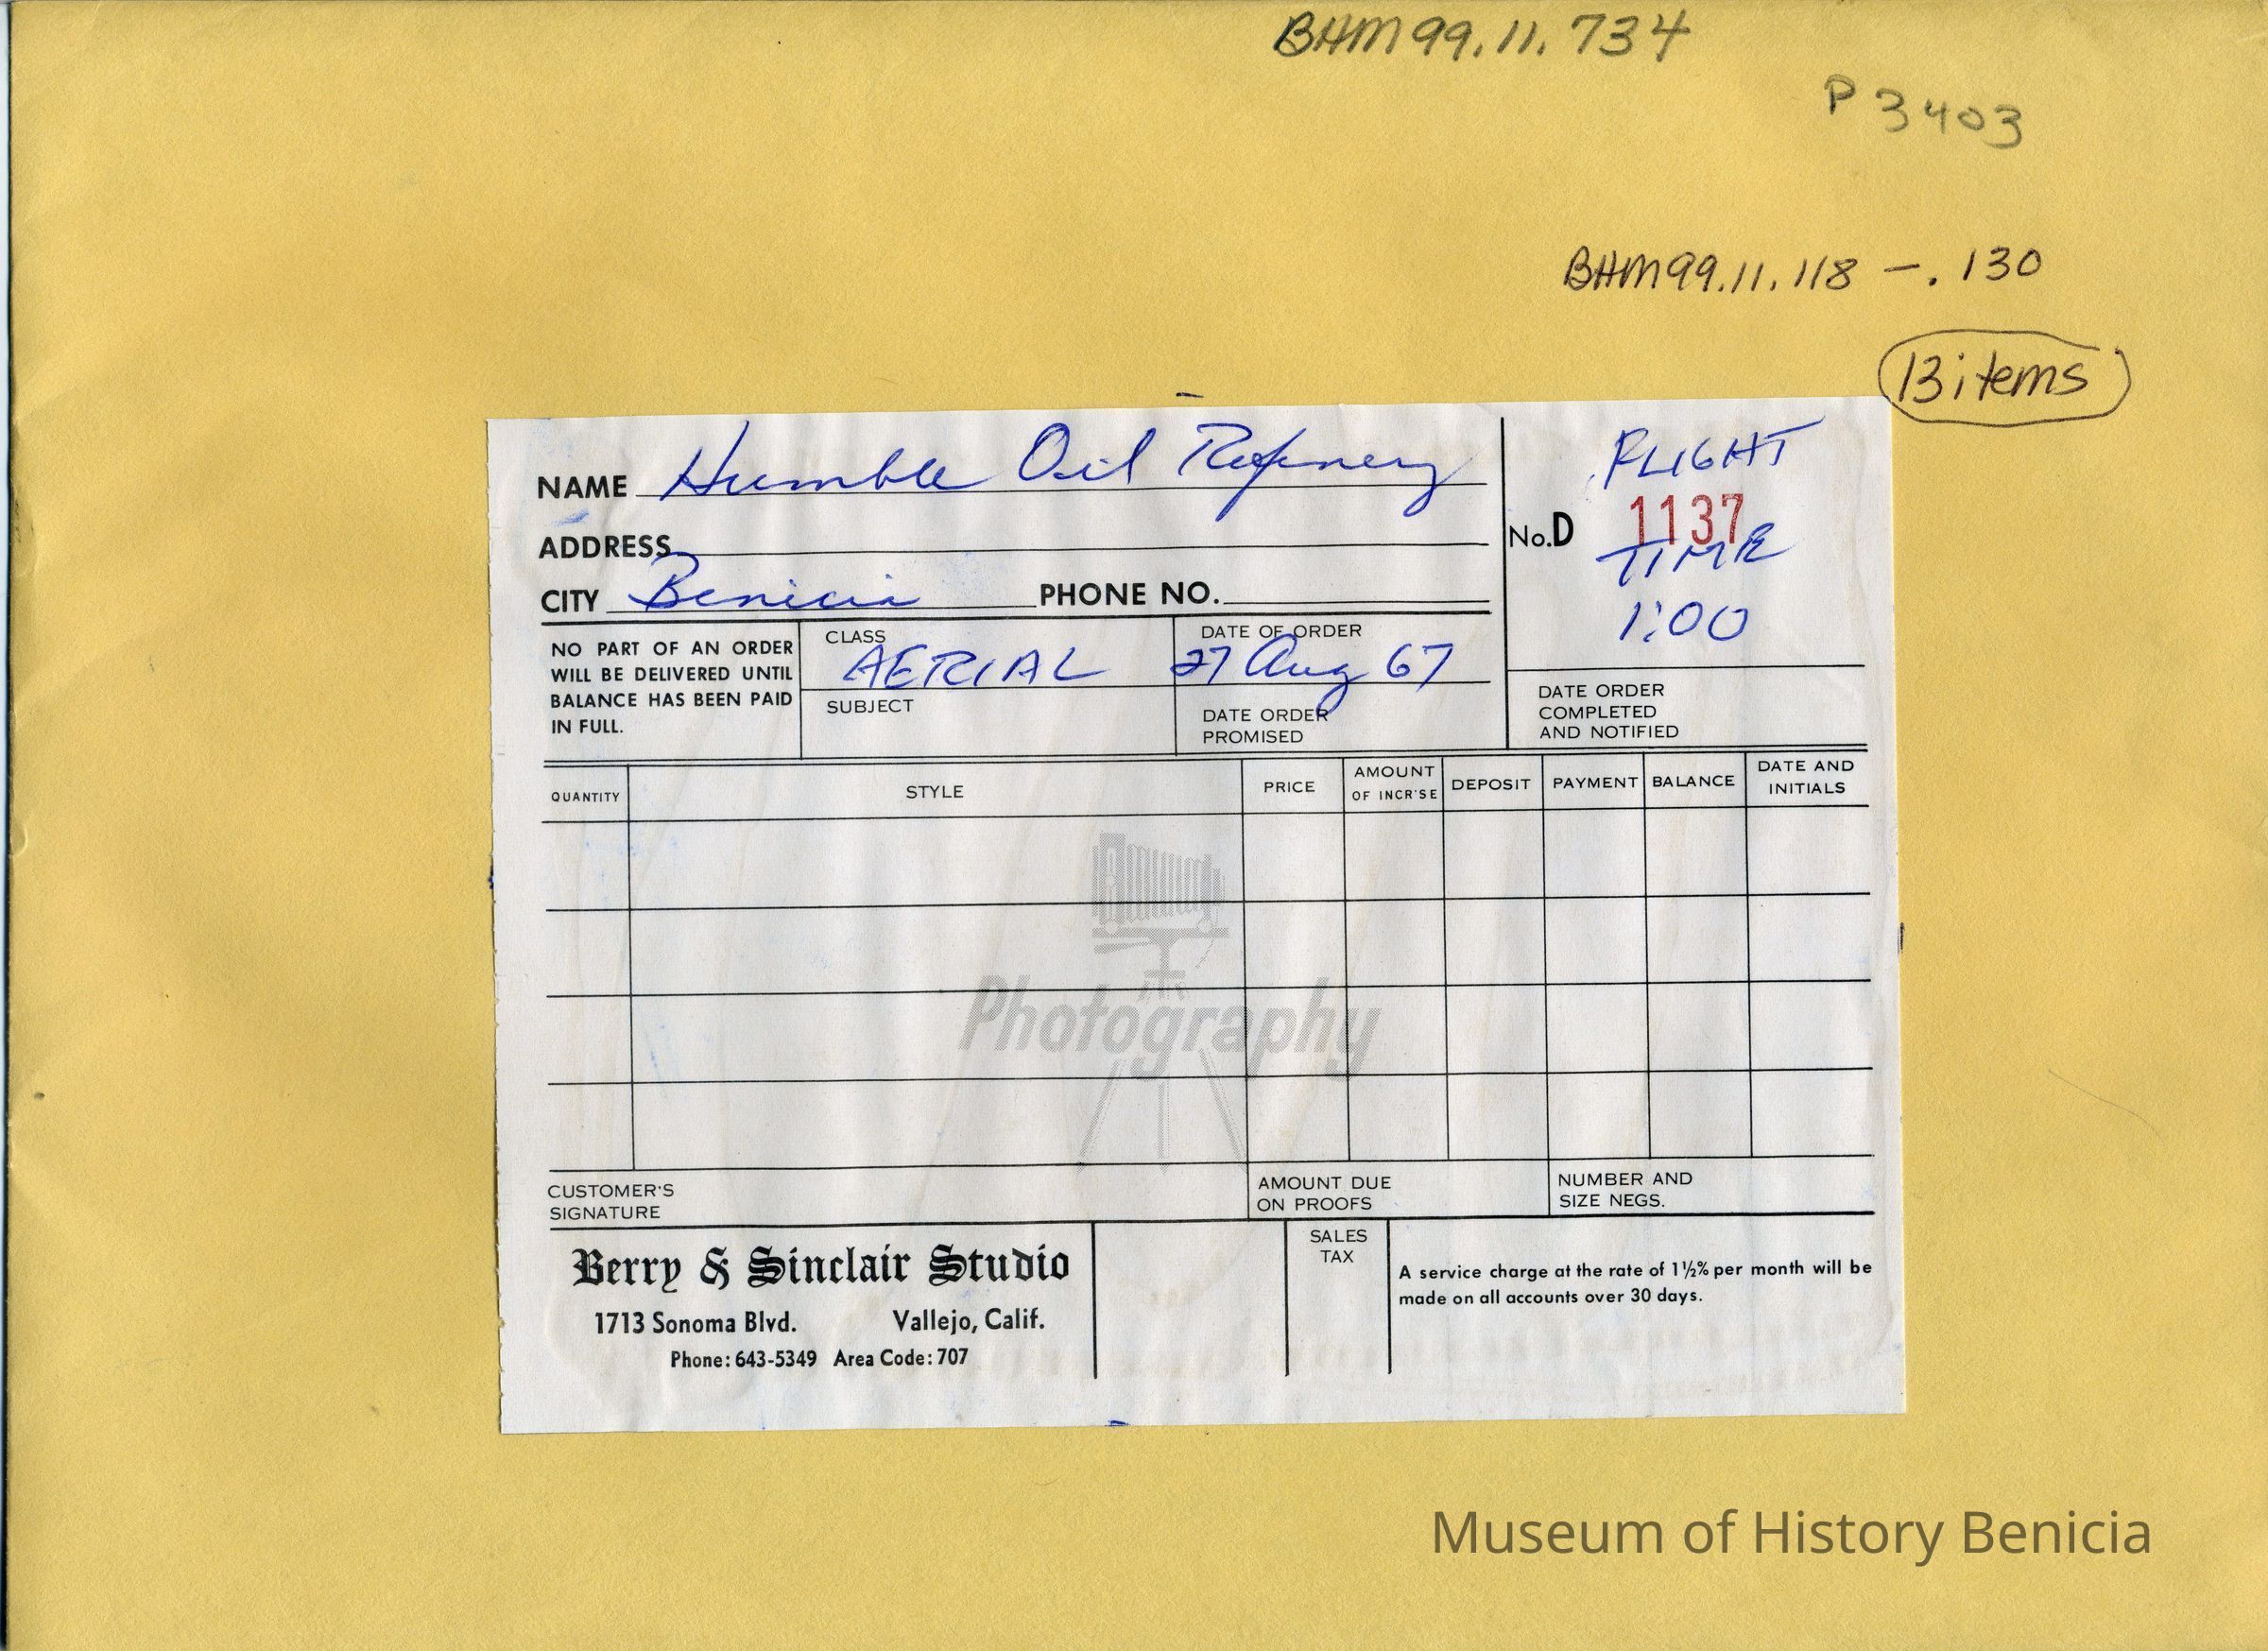 BHM99.11.734
P3403
BHM99.11.118 – .130
13 items
NAME Humble Oil Refinery
ADDRESS
CITY Benicia PHONE NO.
FLIGHT
No.D 1137
TIME
1:00
NO PART OF AN ORDER
WILL BE DELIVERED UNTIL
BALANCE HAS BEEN PAID
IN FULL.
CLASS
AERIAL
SUBJECT
DATE OF ORDER
27 Aug 67
DATE ORDER
PROMISED
DATE ORDER
COMPLETED
AND NOTIFIED
QUANTITY
STYLE
PRICE
AMOUNT
OF INCR'SE
DEPOSIT
PAYMENT
BALANCE
DATE AND
INITIALS
Photography
CUSTOMER'S
SIGNATURE
AMOUNT DUE
ON PROOFS
NUMBER AND
SIZE NEGS.
Berry & Sinclair Studio
1713 Sonoma Blvd. Vallejo, Calif.
Phone: 643-5349 Area Code: 707
SALES
TAX
A service charge at the rate of 1½% per month will be
made on all accounts over 30 days.
Museum of History Benicia